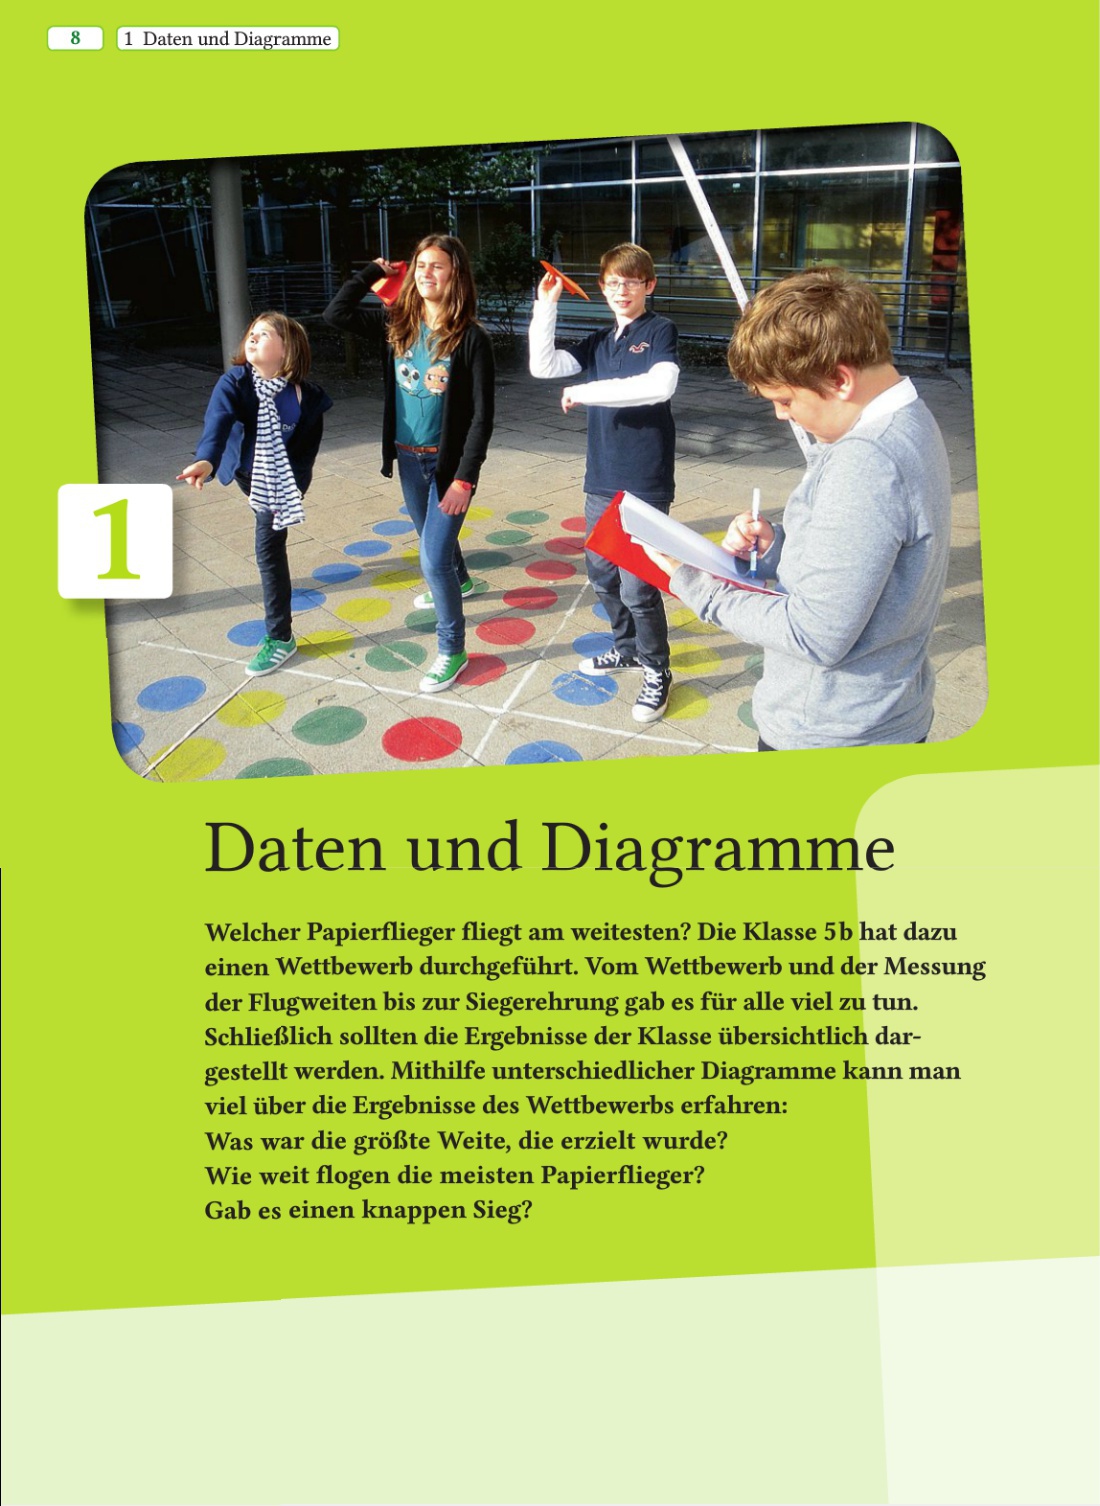 8
1 Daten und Diagramme
1
Daten und Diagramme
Welcher Papierflieger fliegt am weitesten? Die Klasse 5b hat dazu
einen Wettbewerb durchgeführt. Vom Wettbewerb und der Messung
der Flugweiten bis zur Siegerehrung gab es für alle viel zu tun.
Schließlich sollten die Ergebnisse der Klasse übersichtlich dar-
gestellt werden. Mithilfe unterschiedlicher Diagramme kann man
viel über die Ergebnisse des Wettbewerbs erfahren:
Was war die größte Weite, die erzielt wurde?
Wie weit flogen die meisten Papierflieger?
Gab es einen knappen Sieg?